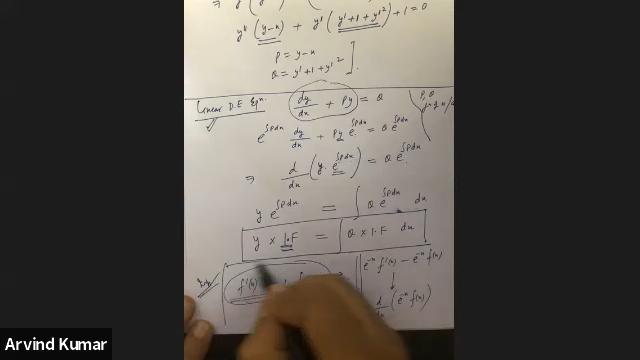 y" (y-x) + y' (y'+1+y'²) +1=0
P = y-x
Q = y'+1+y'²
Linear D.E Eqn. dy/dx + Py = Q
P, Q
e^∫Pdx dy/dx + Py e^∫Pdx = Q e^∫Pdx
⇒ d/dx (y. e^∫Pdx) = Q e^∫Pdx
y e^∫Pdx = ∫ Q e^∫Pdx dx
y × I.F = ∫ Q × I.F dx
f'(x)
e^-x f'(x) - e^-x f(x)
↓
d/dx (e^-x f(x))
Arvind Kumar